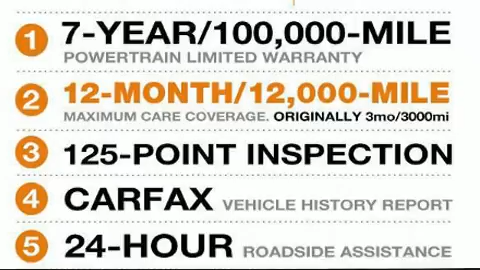 1 7-YEAR/100,000-MILE
POWERTRAIN LIMITED WARRANTY
2 12-MONTH/12,000-MILE
MAXIMUM CARE COVERAGE. ORIGINALLY 3mo/3000mi
3 125-POINT INSPECTION
4 CARFAX VEHICLE HISTORY REPORT
5 24-HOUR ROADSIDE ASSISTANCE